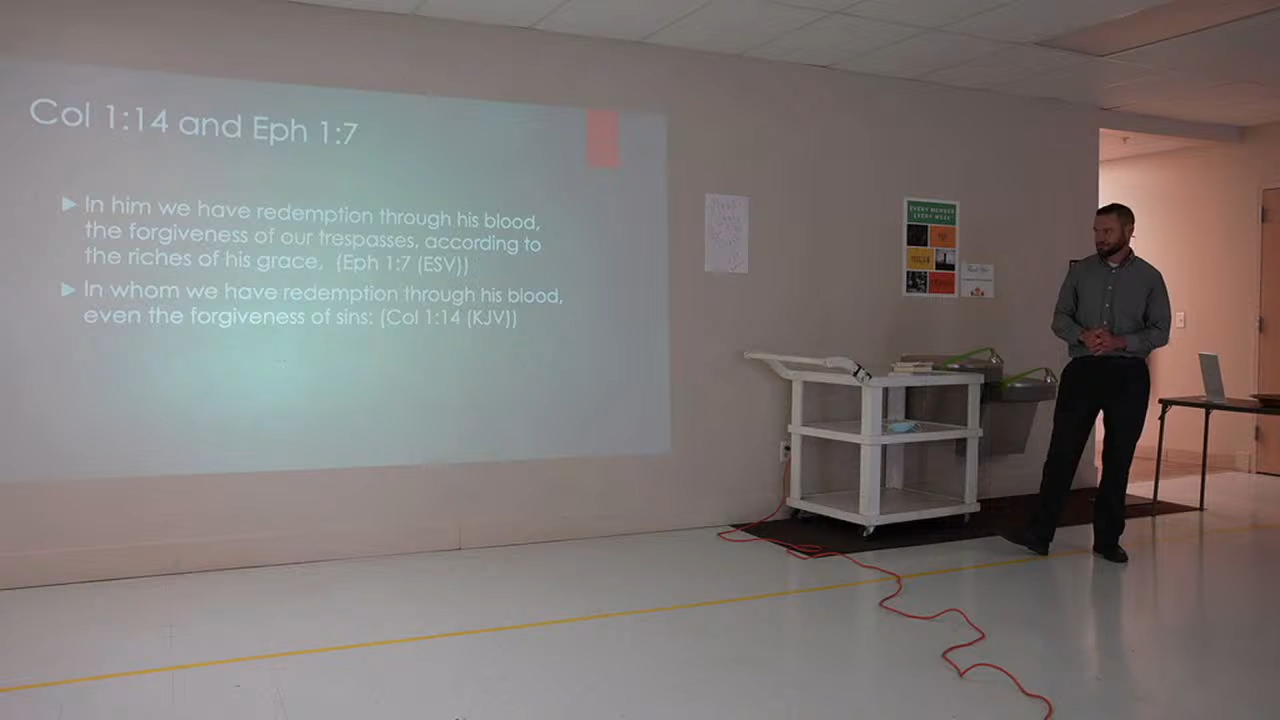 Col 1:14 and Eph 1:7
In him we have redemption through his blood,
the forgiveness of our trespasses, according to
the riches of his grace, (Eph 1:7 (ESV))
In whom we have redemption through his blood,
even the forgiveness of sins: (Col 1:14 (KJV))
EVERY MEMBER
EVERY WEEK